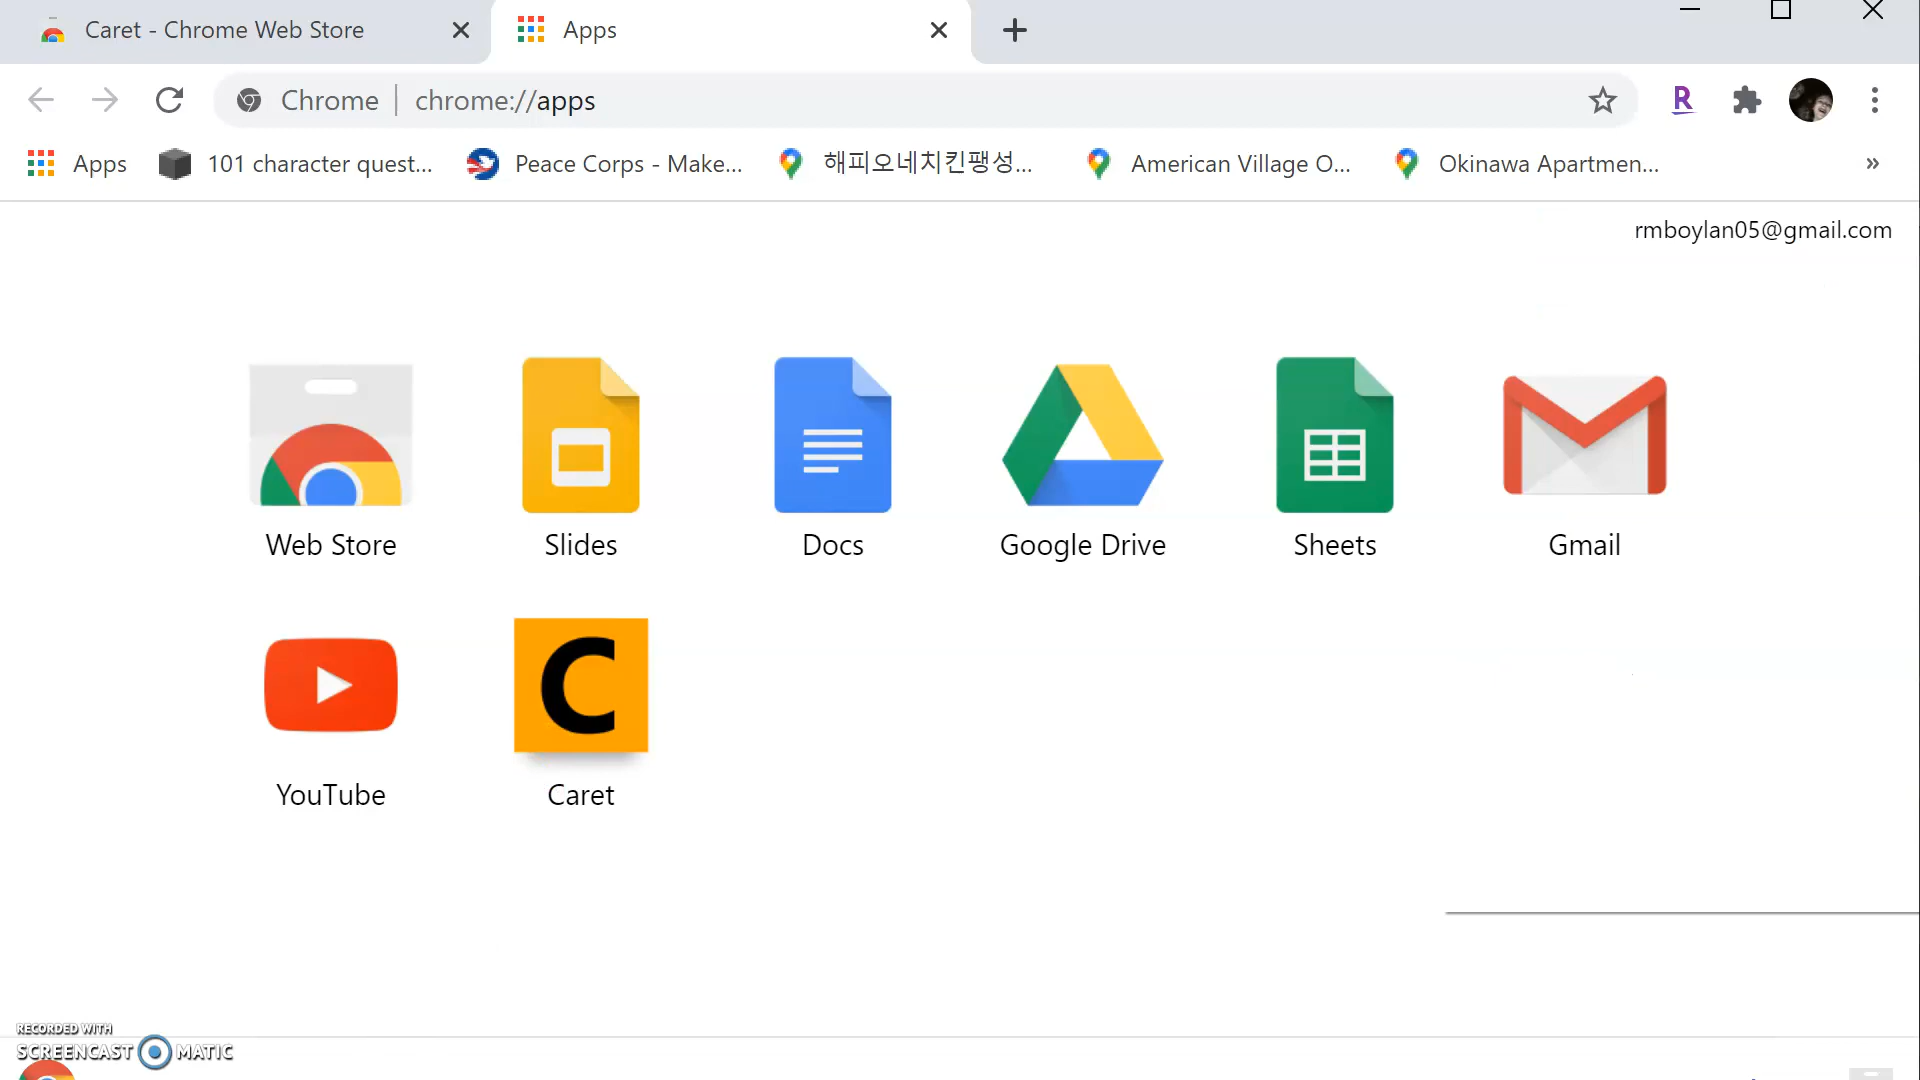 Caret - Chrome Web Store
Apps
Chrome | chrome://apps
R
Apps
101 character quest...
Peace Corps - Make...
해피오네치킨팽성...
American Village O...
Okinawa Apartmen...
»
rmboylan05@gmail.com
Web Store
Slides
Docs
Google Drive
Sheets
Gmail
C
YouTube
Caret
RECORDED WITH
SCREENCAST MATIC